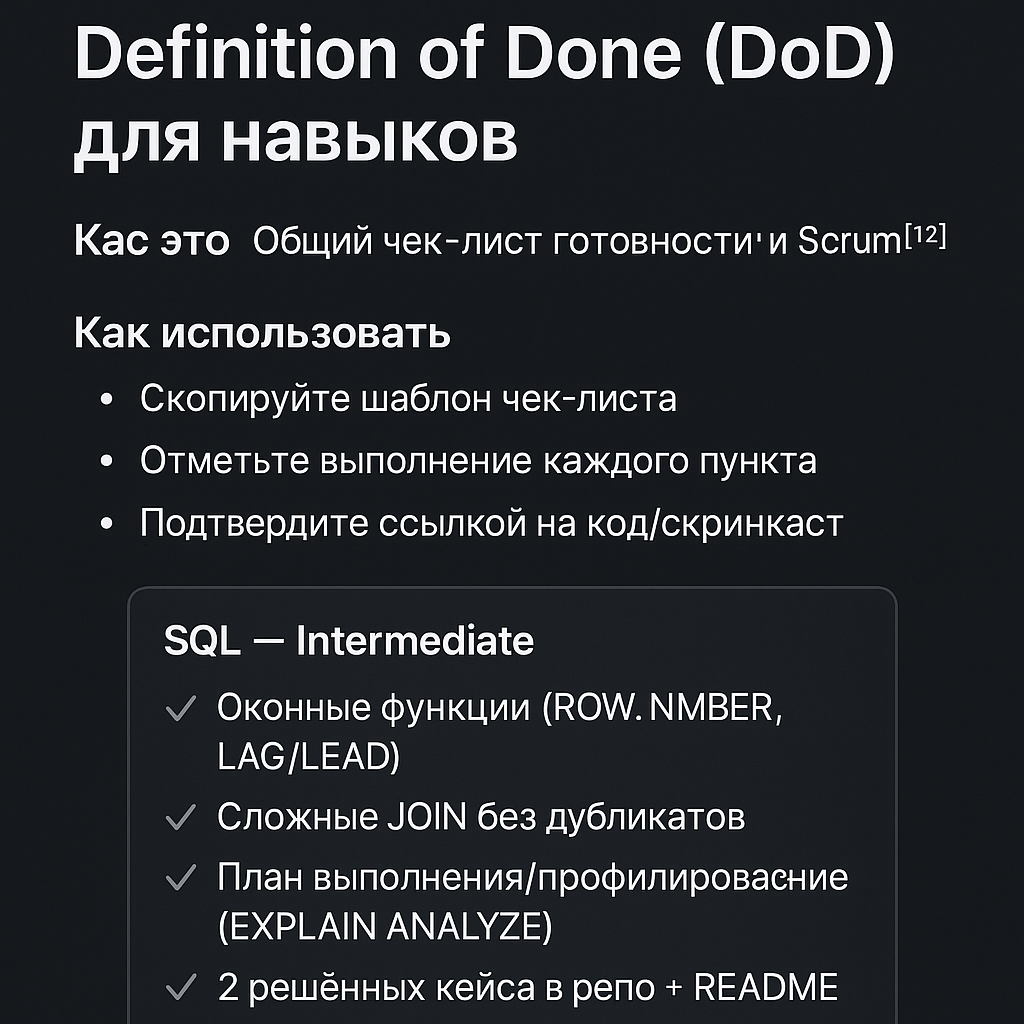 Definition of Done (DoD)
для навыков
Кас это Общий чек-лист готовности' и Scrum[12]
Как использовать
• Скопируйте шаблон чек-листа
• Отметьте выполнение каждого пункта
• Подтвердите ссылкой на код/скринкаст
SQL — Intermediate
✓ Оконные функции (ROW. NMBER,
LAG/LEAD)
✓ Сложные JOIN без дубликатов
✓ План выполнения/профилировасние
(EXPLAIN ANALYZE)
✓ 2 решённых кейса в репо + README